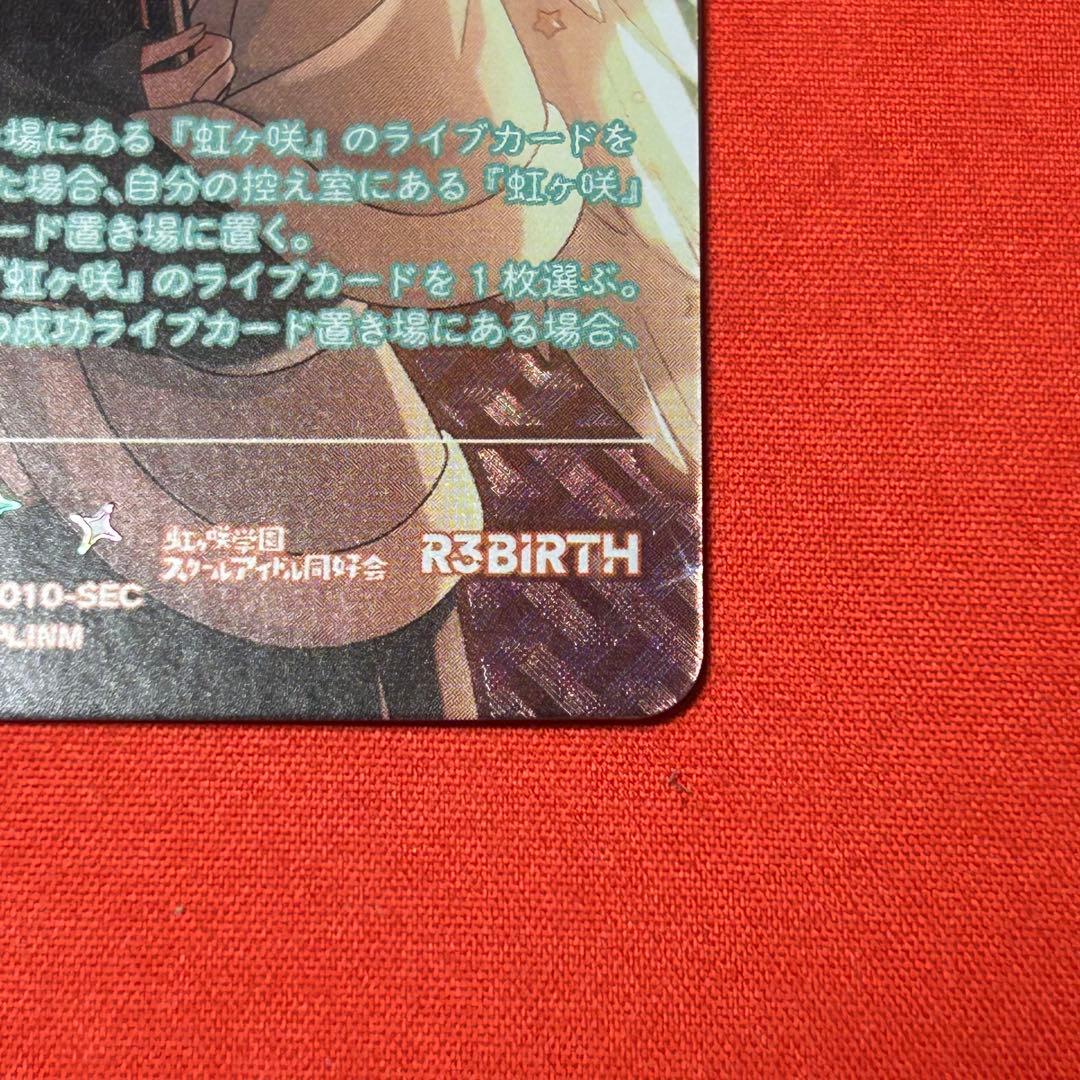 場にある『虹ヶ咲』のライブカードを
た場合、自分の控え室にある『虹ヶ咲』
ード置き場に置く。
『虹ヶ咲』のライブカードを1枚選ぶ。
の成功ライブカード置き場にある場合、
虹ヶ咲学園
スクールアイドル同好会
R3BiRTH
010-SEC
PLINM